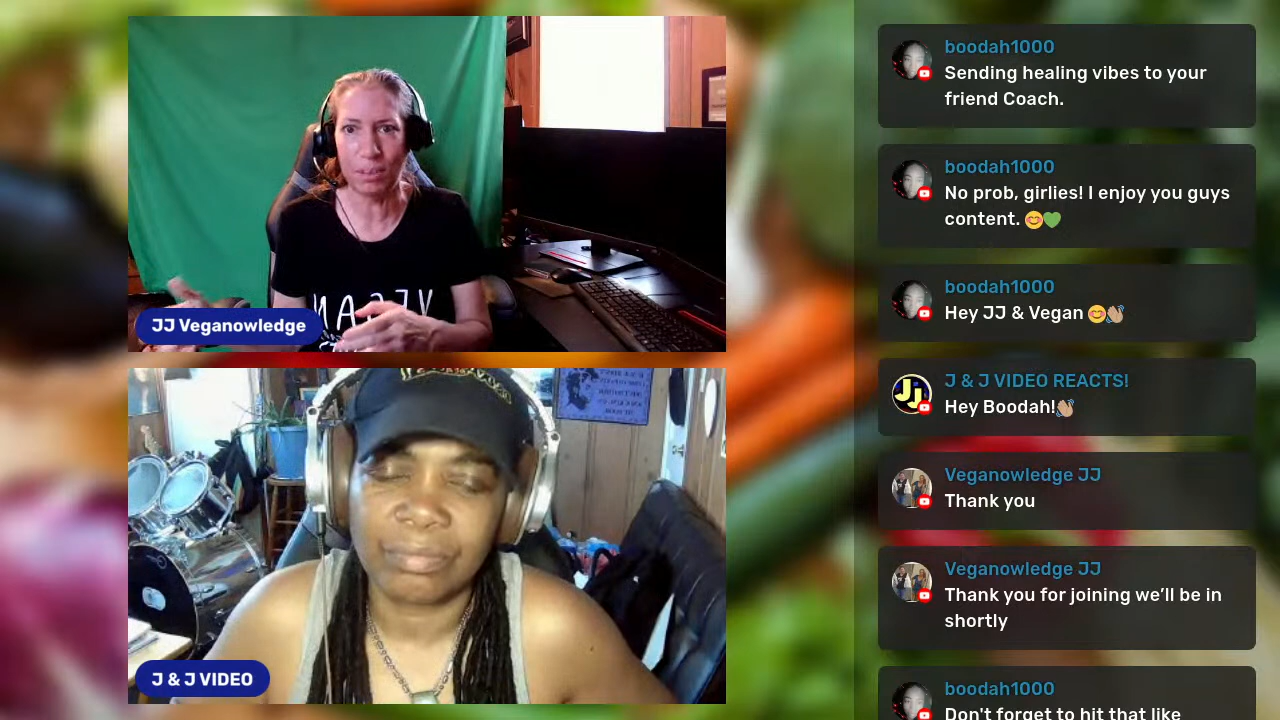 JJ Veganowledge
J & J VIDEO
boodah1000
Sending healing vibes to your
friend Coach.
boodah1000
No prob, girlies! I enjoy you guys
content. 😊💚
boodah1000
Hey JJ & Vegan 😊👋🏽
J & J VIDEO REACTS!
Hey Boodah!👋🏽
Veganowledge JJ
Thank you
Veganowledge JJ
Thank you for joining we’ll be in
shortly
boodah1000
Don't forget to hit that like